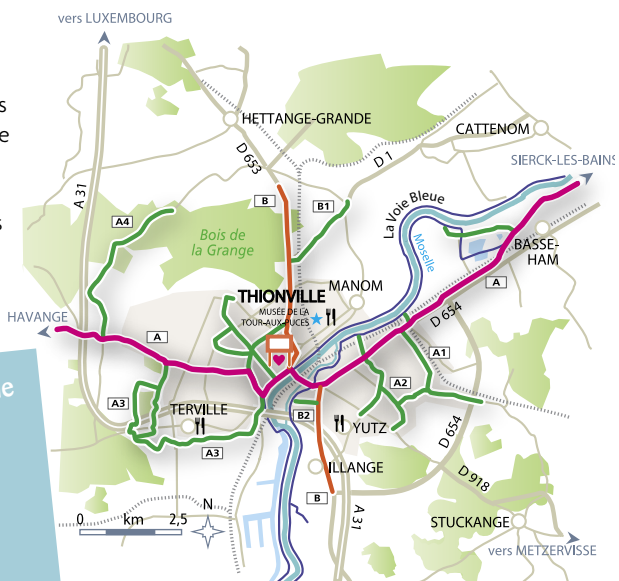 vers LUXEMBOURG
s
e
HETTANGE-GRANDE
CATTENOM
D 653
D 1
SIERCK-LES-BAINS
A 31
B
B1
La Voie Bleue
A4
s
Bois de
la Grange
Moselle
BASSE-
HAM
THIONVILLE
MANOM
A
MUSÉE DE LA
TOUR-AUX-PUCES
HAVANGE
D 654
A
A1
e
A2
A3
TERVILLE
B2
YUTZ
D 654
A3
ILLANGE
D 918
B
A 31
N
0 km 2,5
STUCKANGE
vers METZERVISSE